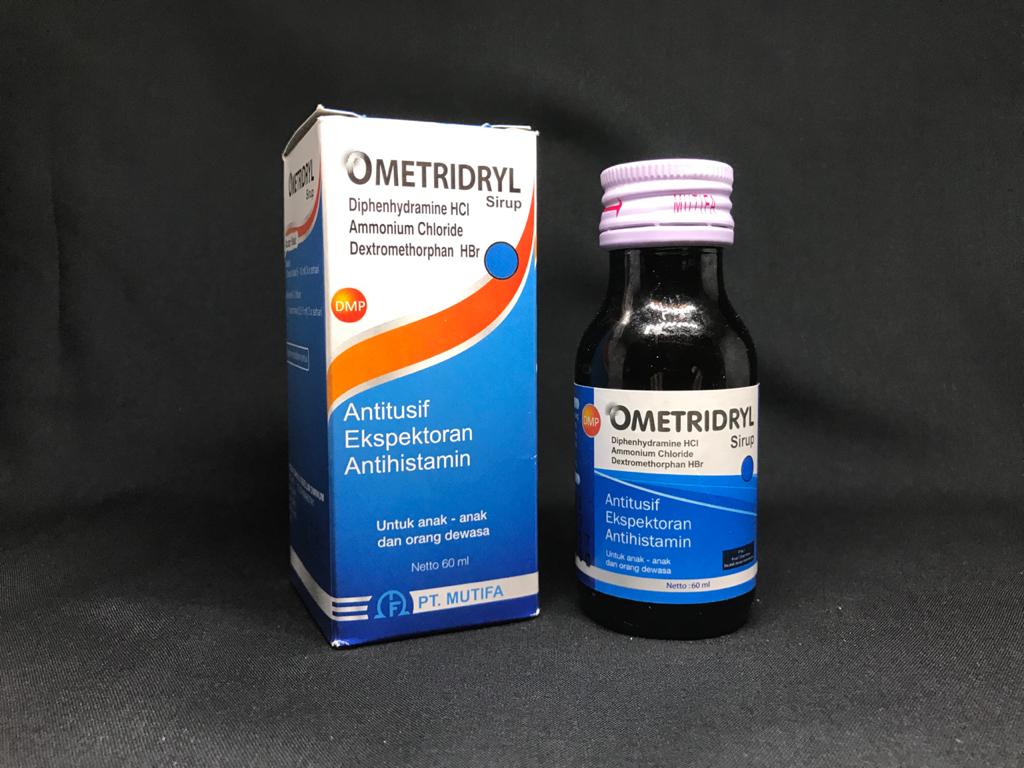 OMETRIDRYL
Sirup
OMETRIDRYL
Sirup
Diphenhydramine HCl
Ammonium Chloride
Dextromethorphan HBr
DMP
Antitusif
Ekspektoran
Antihistamin
Untuk anak - anak
dan orang dewasa
Netto 60 ml
PT. MUTIFA
MUTIFA
DMP
OMETRIDRYL
Sirup
Diphenhydramine HCl
Ammonium Chloride
Dextromethorphan HBr
Antitusif
Ekspektoran
Antihistamin
Untuk anak - anak
dan orang dewasa
Netto : 60 ml